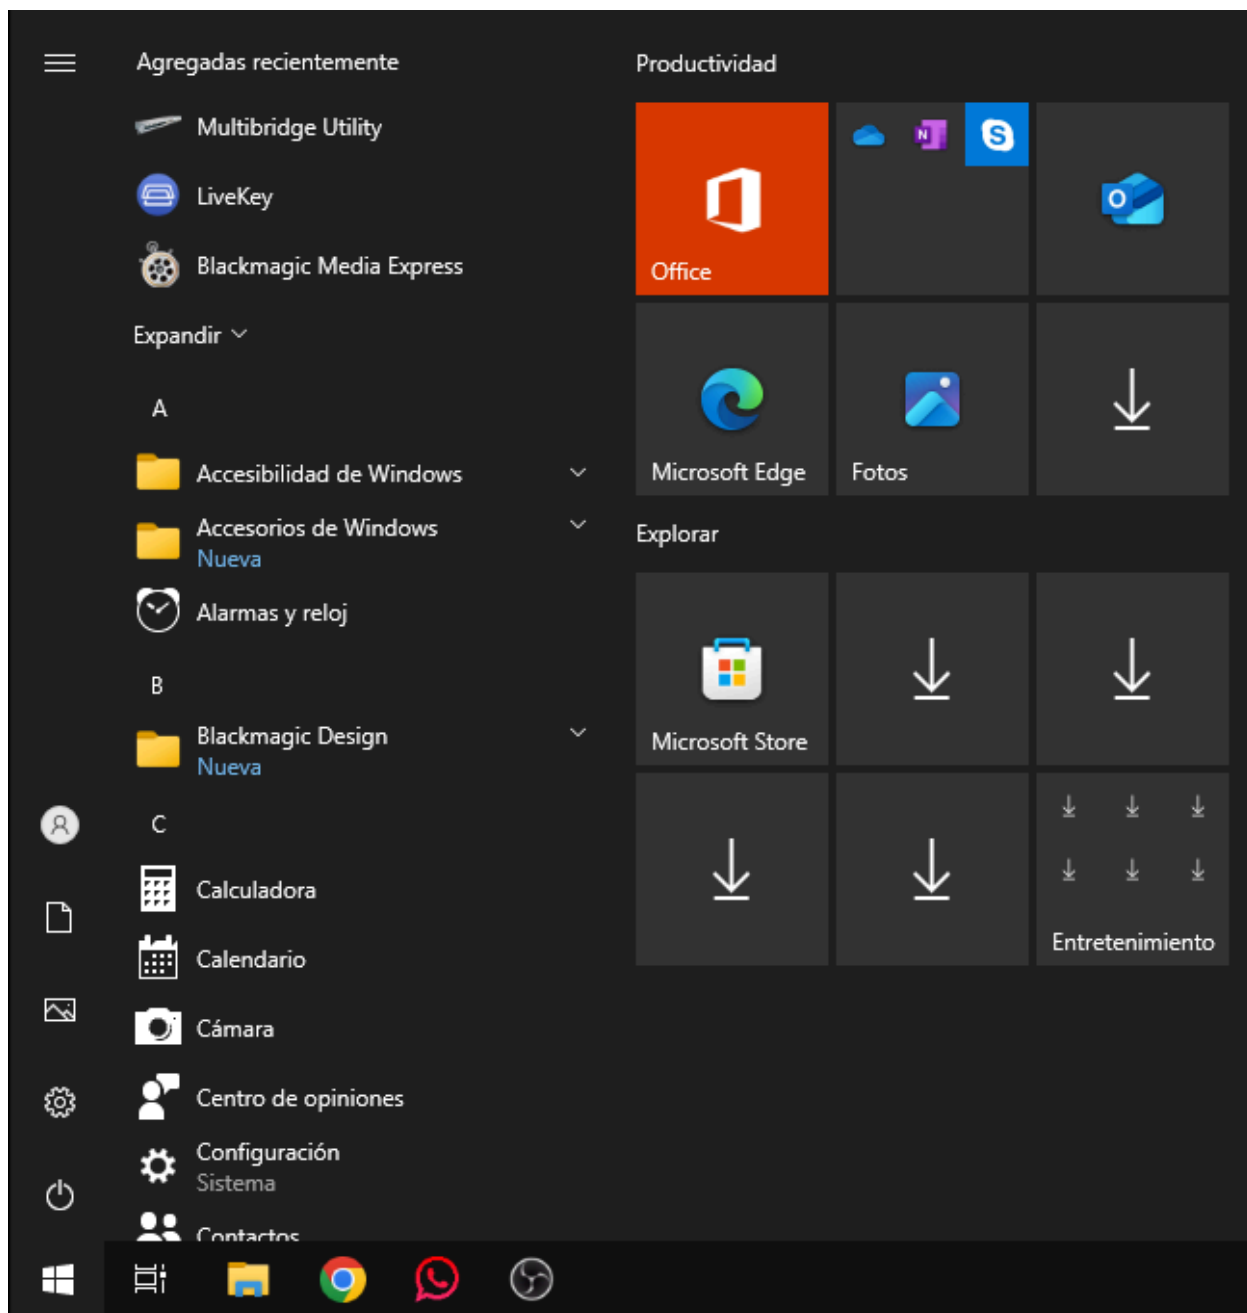 Agregadas recientemente
Multibridge Utility
LiveKey
Blackmagic Media Express
Expandir
A
Accesibilidad de Windows
Accesorios de Windows
Nueva
Alarmas y reloj
B
Blackmagic Design
Nueva
C
Calculadora
Calendario
Cámara
Centro de opiniones
Configuración
Sistema
Contactos
Productividad
Office
Microsoft Edge
Fotos
Explorar
Microsoft Store
Entretenimiento